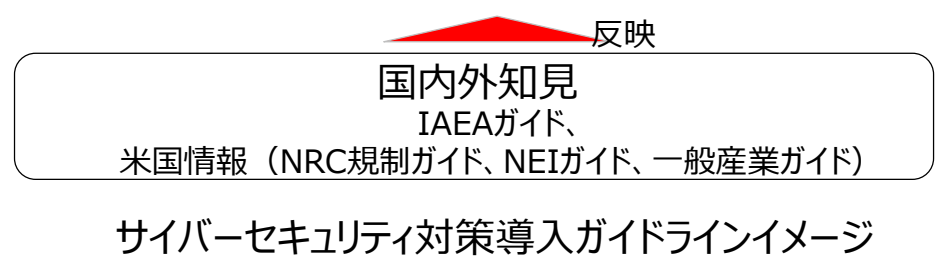 反映
国内外知見
IAEAガイド、
米国情報（NRC規制ガイド、NEIガイド、一般産業ガイド）
サイバーセキュリティ対策導入ガイドラインイメージ